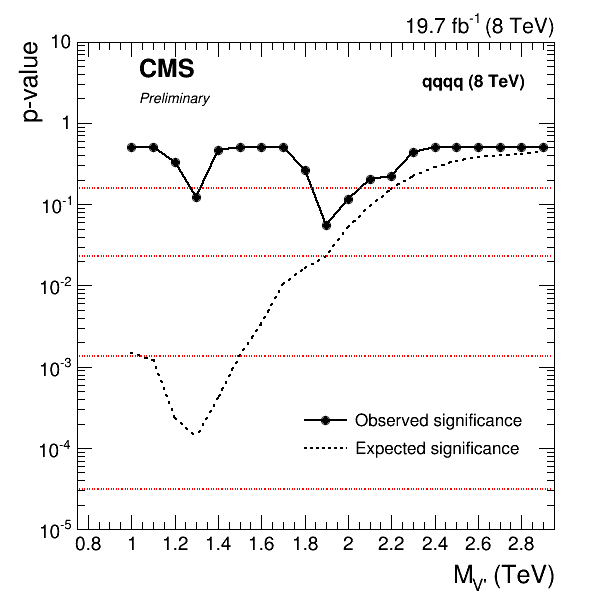 19.7 fb⁻¹ (8 TeV)
10
CMS
qqqq (8 TeV)
Preliminary
p-value
1
10⁻¹
10⁻²
10⁻³
Observed significance
10⁻⁴
Expected significance
10⁻⁵
0.8 1 1.2 1.4 1.6 1.8 2 2.2 2.4 2.6 2.8
M_V' (TeV)